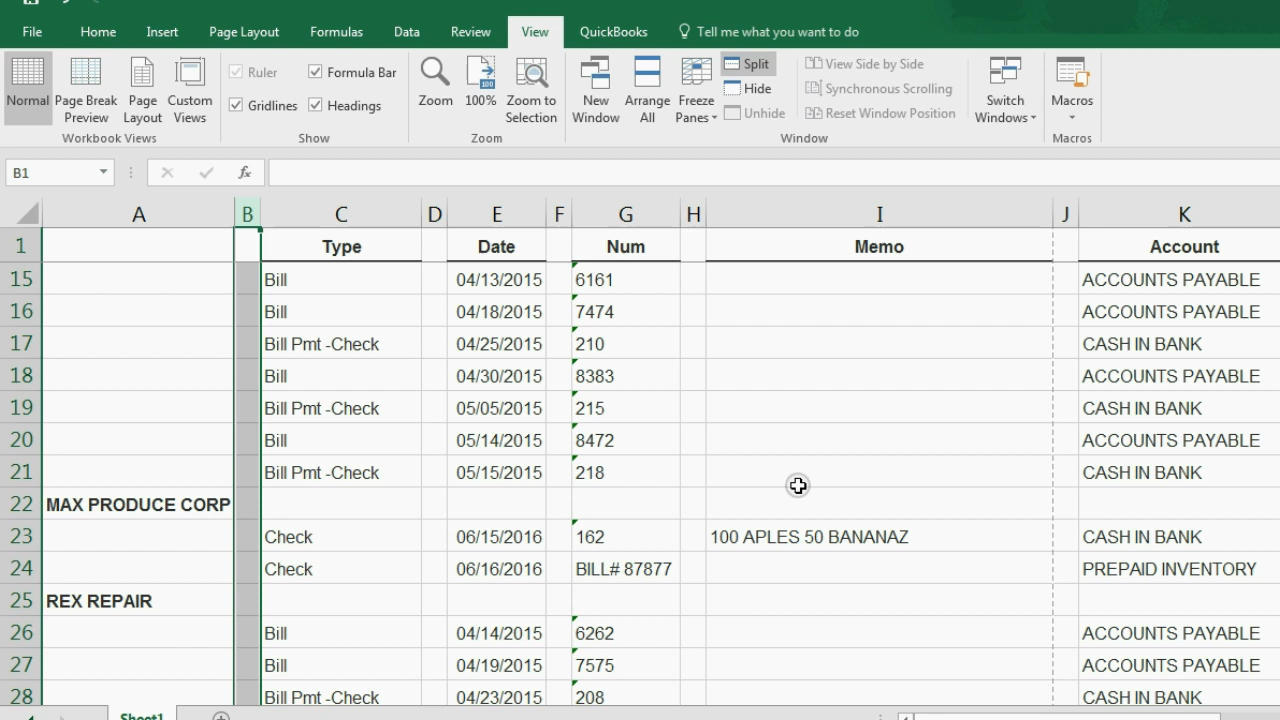 File Home Insert Page Layout Formulas Data Review View QuickBooks Tell me what you want to do
Normal Page Break Preview Page Layout Custom Views Ruler Formula Bar Gridlines Headings Zoom 100% Zoom to Selection New Window Arrange All Freeze Panes Split Hide Unhide View Side by Side Synchronous Scrolling Reset Window Position Switch Windows Macros
Workbook Views Show Zoom Window Macros
B1 fx
A B C D E F G H I J K
1 Type Date Num Memo Account
15 Bill 04/13/2015 6161 ACCOUNTS PAYABLE
16 Bill 04/18/2015 7474 ACCOUNTS PAYABLE
17 Bill Pmt -Check 04/25/2015 210 CASH IN BANK
18 Bill 04/30/2015 8383 ACCOUNTS PAYABLE
19 Bill Pmt -Check 05/05/2015 215 CASH IN BANK
20 Bill 05/14/2015 8472 ACCOUNTS PAYABLE
21 Bill Pmt -Check 05/15/2015 218 CASH IN BANK
22 MAX PRODUCE CORP
23 Check 06/15/2016 162 100 APLES 50 BANANAZ CASH IN BANK
24 Check 06/16/2016 BILL# 87877 PREPAID INVENTORY
25 REX REPAIR
26 Bill 04/14/2015 6262 ACCOUNTS PAYABLE
27 Bill 04/19/2015 7575 ACCOUNTS PAYABLE
28 Bill Pmt -Check 04/23/2015 208 CASH IN BANK
Sheet1